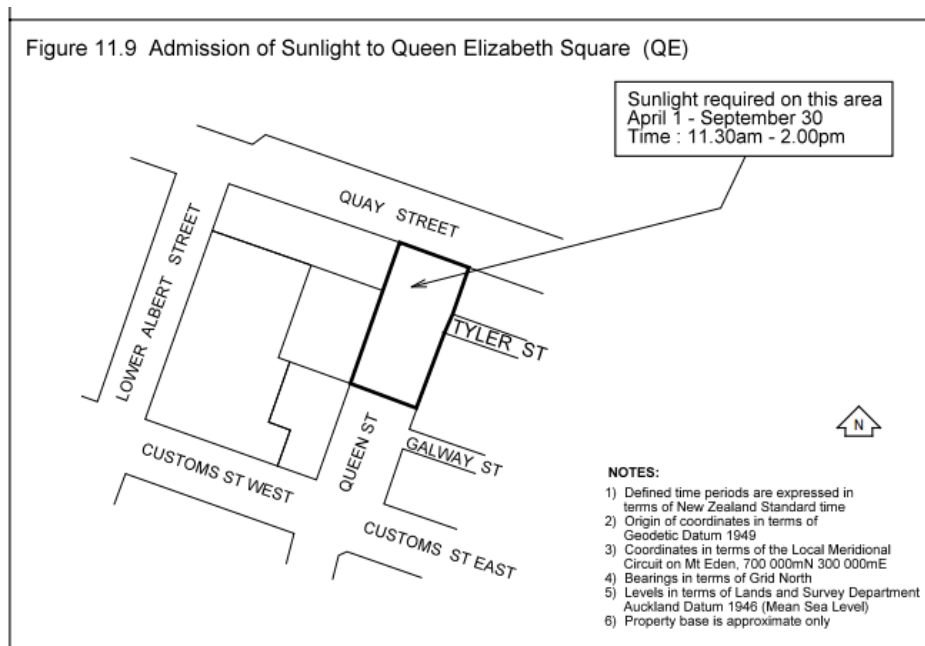 Figure 11.9 Admission of Sunlight to Queen Elizabeth Square (QE)
Sunlight required on this area
April 1 - September 30
Time : 11.30am - 2.00pm
QUAY STREET
LOWER ALBERT STREET
TYLER ST
QUEEN ST
GALWAY ST
CUSTOMS ST WEST
CUSTOMS ST EAST
N
NOTES:
1) Defined time periods are expressed in
terms of New Zealand Standard time
2) Origin of coordinates in terms of
Geodetic Datum 1949
3) Coordinates in terms of the Local Meridional
Circuit on Mt Eden, 700 000mN 300 000mE
4) Bearings in terms of Grid North
5) Levels in terms of Lands and Survey Department
Auckland Datum 1946 (Mean Sea Level)
6) Property base is approximate only